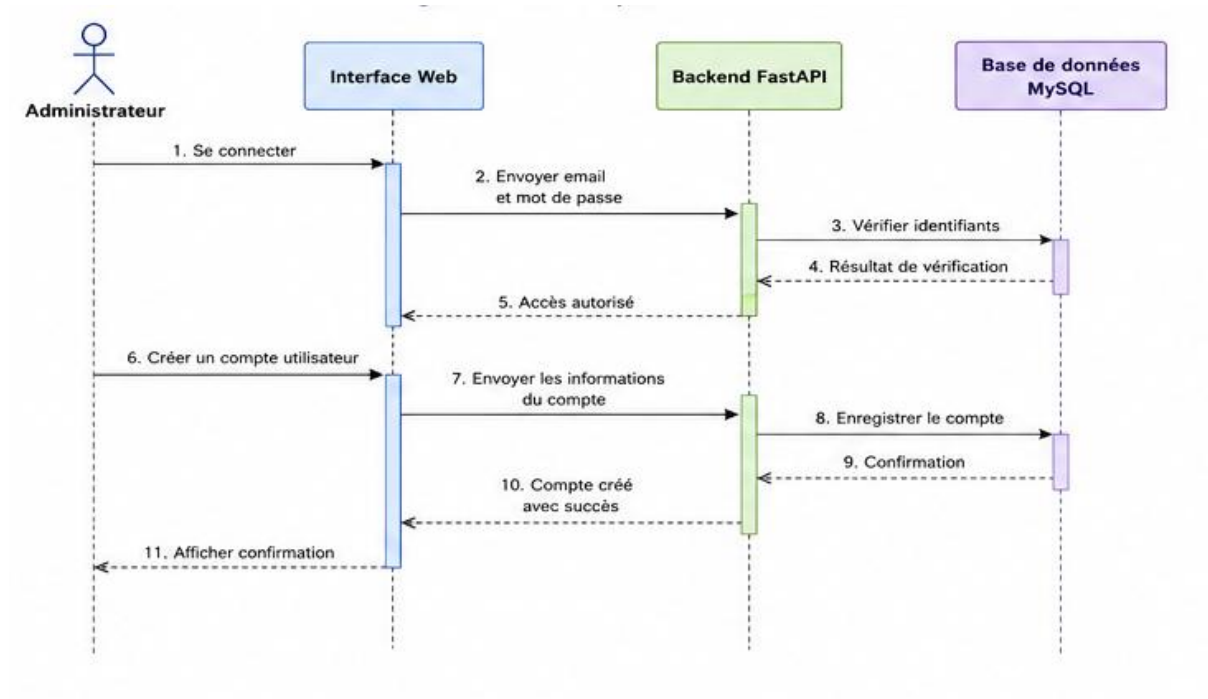 Administrateur
Interface Web
Backend FastAPI
Base de données
MySQL
1. Se connecter
2. Envoyer email
et mot de passe
3. Vérifier identifiants
4. Résultat de vérification
5. Accès autorisé
6. Créer un compte utilisateur
7. Envoyer les informations
du compte
8. Enregistrer le compte
9. Confirmation
10. Compte créé
avec succès
11. Afficher confirmation